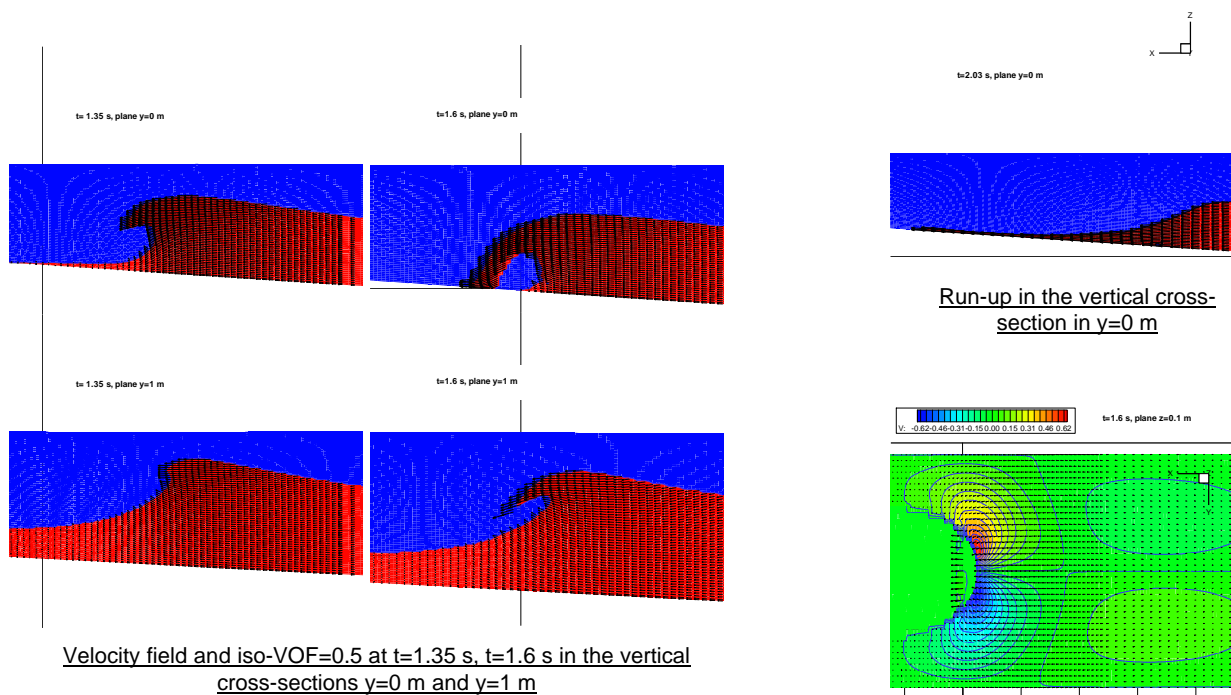 t= 1.35 s, plane y=0 m
t=1.6 s, plane y=0 m
t= 1.35 s, plane y=1 m
t=1.6 s, plane y=1 m
Velocity field and iso-VOF=0.5 at t=1.35 s, t=1.6 s in the vertical
cross-sections y=0 m and y=1 m
Z
X
t=2.03 s, plane y=0 m
Run-up in the vertical cross-
section in y=0 m
V: -0.62-0.46-0.31-0.15 0.00 0.15 0.31 0.46 0.62
t=1.6 s, plane z=0.1 m
X
Y